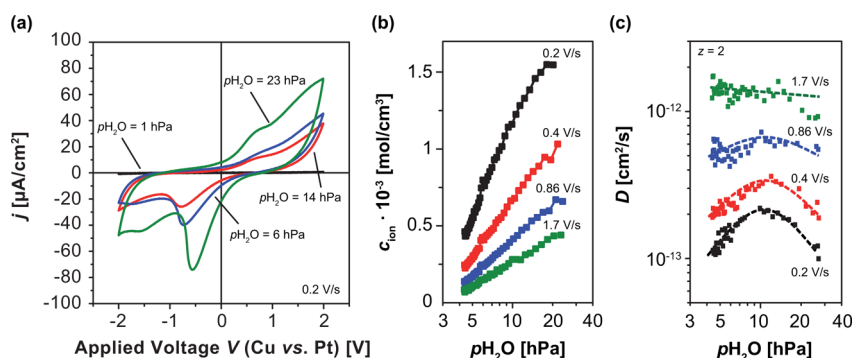 (a)
j [µA/cm²]
100
80
60
40
20
0
-20
-40
-60
-80
-100
pH₂O = 23 hPa
pH₂O = 1 hPa
pH₂O = 14 hPa
pH₂O = 6 hPa
0.2 V/s
-2 -1 0 1 2
Applied Voltage V (Cu vs. Pt) [V]
(b)
c_ion · 10⁻³ [mol/cm³]
1.5
1
0.5
0
0.2 V/s
0.4 V/s
0.86 V/s
1.7 V/s
3 4 5 10 20 30
pH₂O [hPa]
(c)
D [cm²/s]
10⁻¹²
10⁻¹³
z = 2
1.7 V/s
0.86 V/s
0.4 V/s
0.2 V/s
3 4 5 10 20 30
pH₂O [hPa]